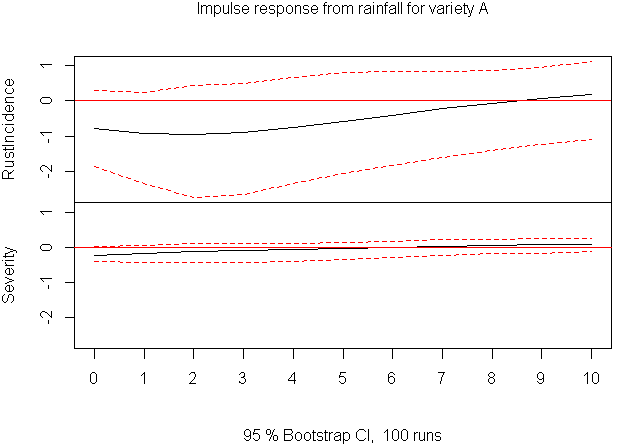 Impulse response from rainfall for variety A
RustIncidence
1
0
-1
-2
Severity
1
0
-1
-2
0 1 2 3 4 5 6 7 8 9 10
95 % Bootstrap CI, 100 runs